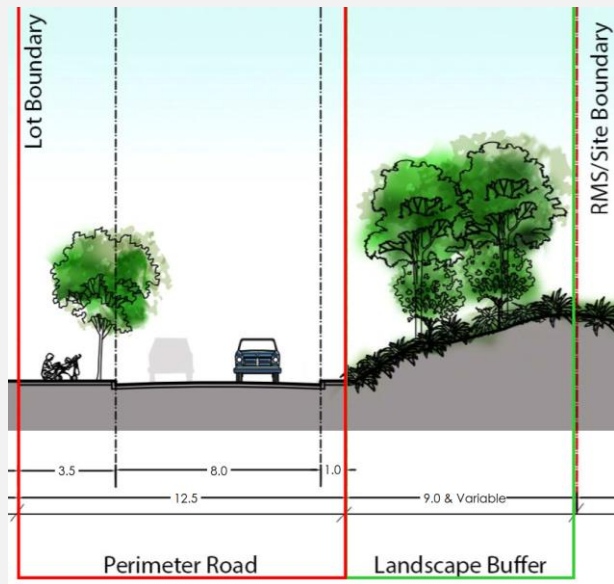 Lot Boundary
RMS/Site Boundary
3.5
8.0
1.0
12.5
9.0 & Variable
Perimeter Road
Landscape Buffer